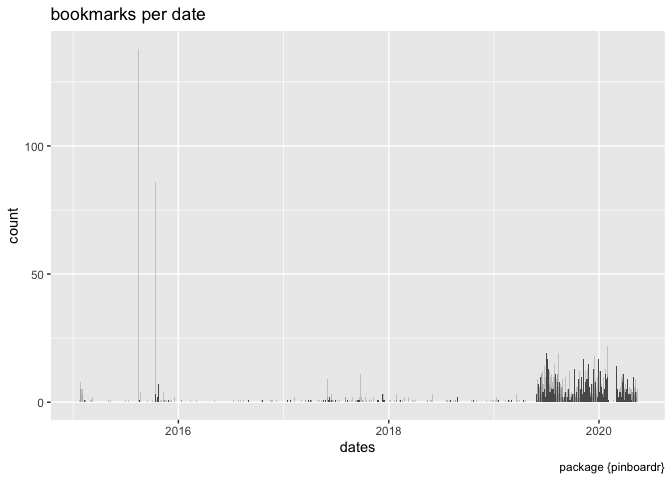 bookmarks per date
100
50
0
count
2016
2018
2020
dates
package {pinboardr}